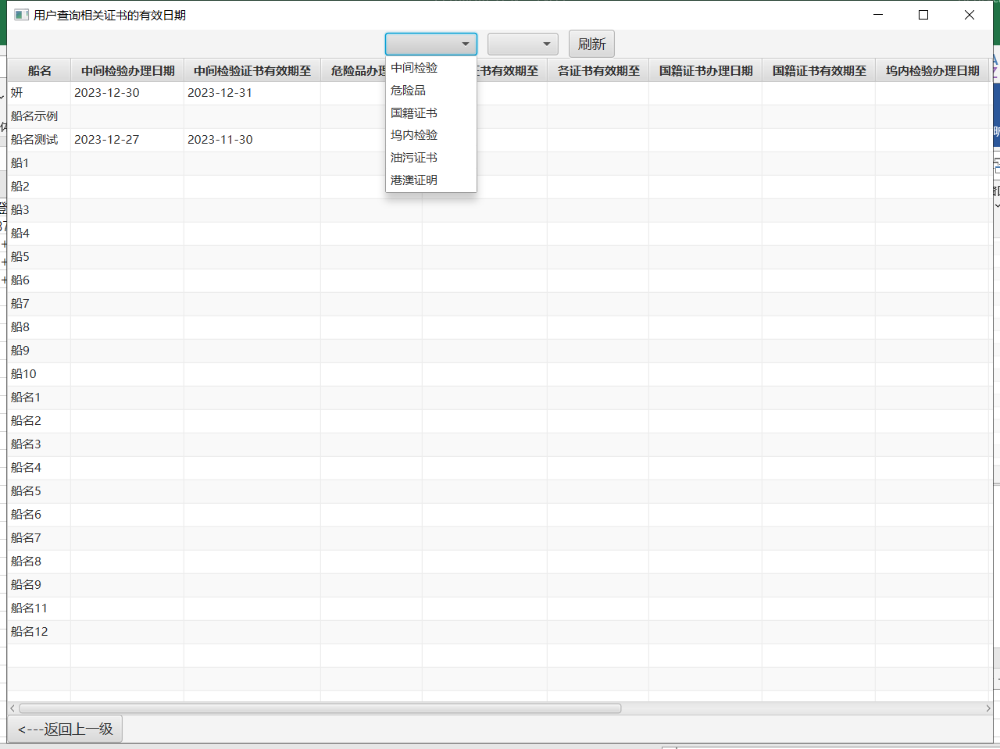 用户查询相关证书的有效日期
刷新
船名 中间检验办理日期 中间检验证书有效期至 危险品办理 证书有效期至 各证书有效期至 国籍证书办理日期 国籍证书有效期至 坞内检验办理日期
中间检验
危险品
国籍证书
坞内检验
油污证书
港澳证明
妍 2023-12-30 2023-12-31
船名示例
船名测试 2023-12-27 2023-11-30
船1
船2
船3
船4
船5
船6
船7
船8
船9
船10
船名1
船名2
船名3
船名4
船名5
船名6
船名7
船名8
船名9
船名11
船名12
<---返回上一级